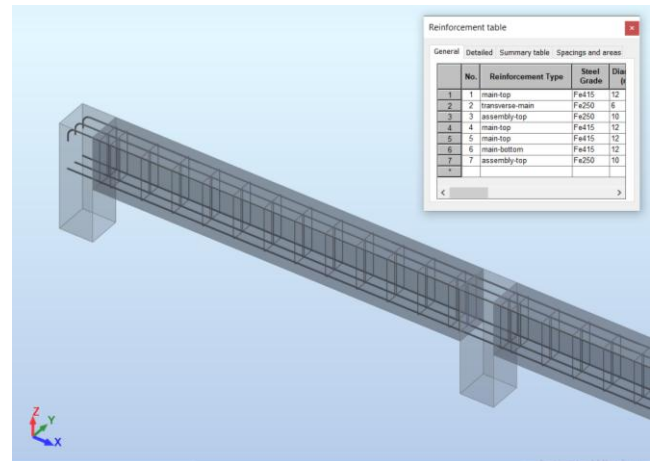 Reinforcement table
General Detailed Summary table Spacings and areas
No. Reinforcement Type Steel Grade
1 1 main-top Fe415 12
2 2 transverse-main Fe250 6
3 3 assembly-top Fe250 10
4 4 main-top Fe415 12
5 5 main-top Fe415 12
6 6 main-bottom Fe415 12
7 7 assembly-top Fe250 10
*
Z
Y
X